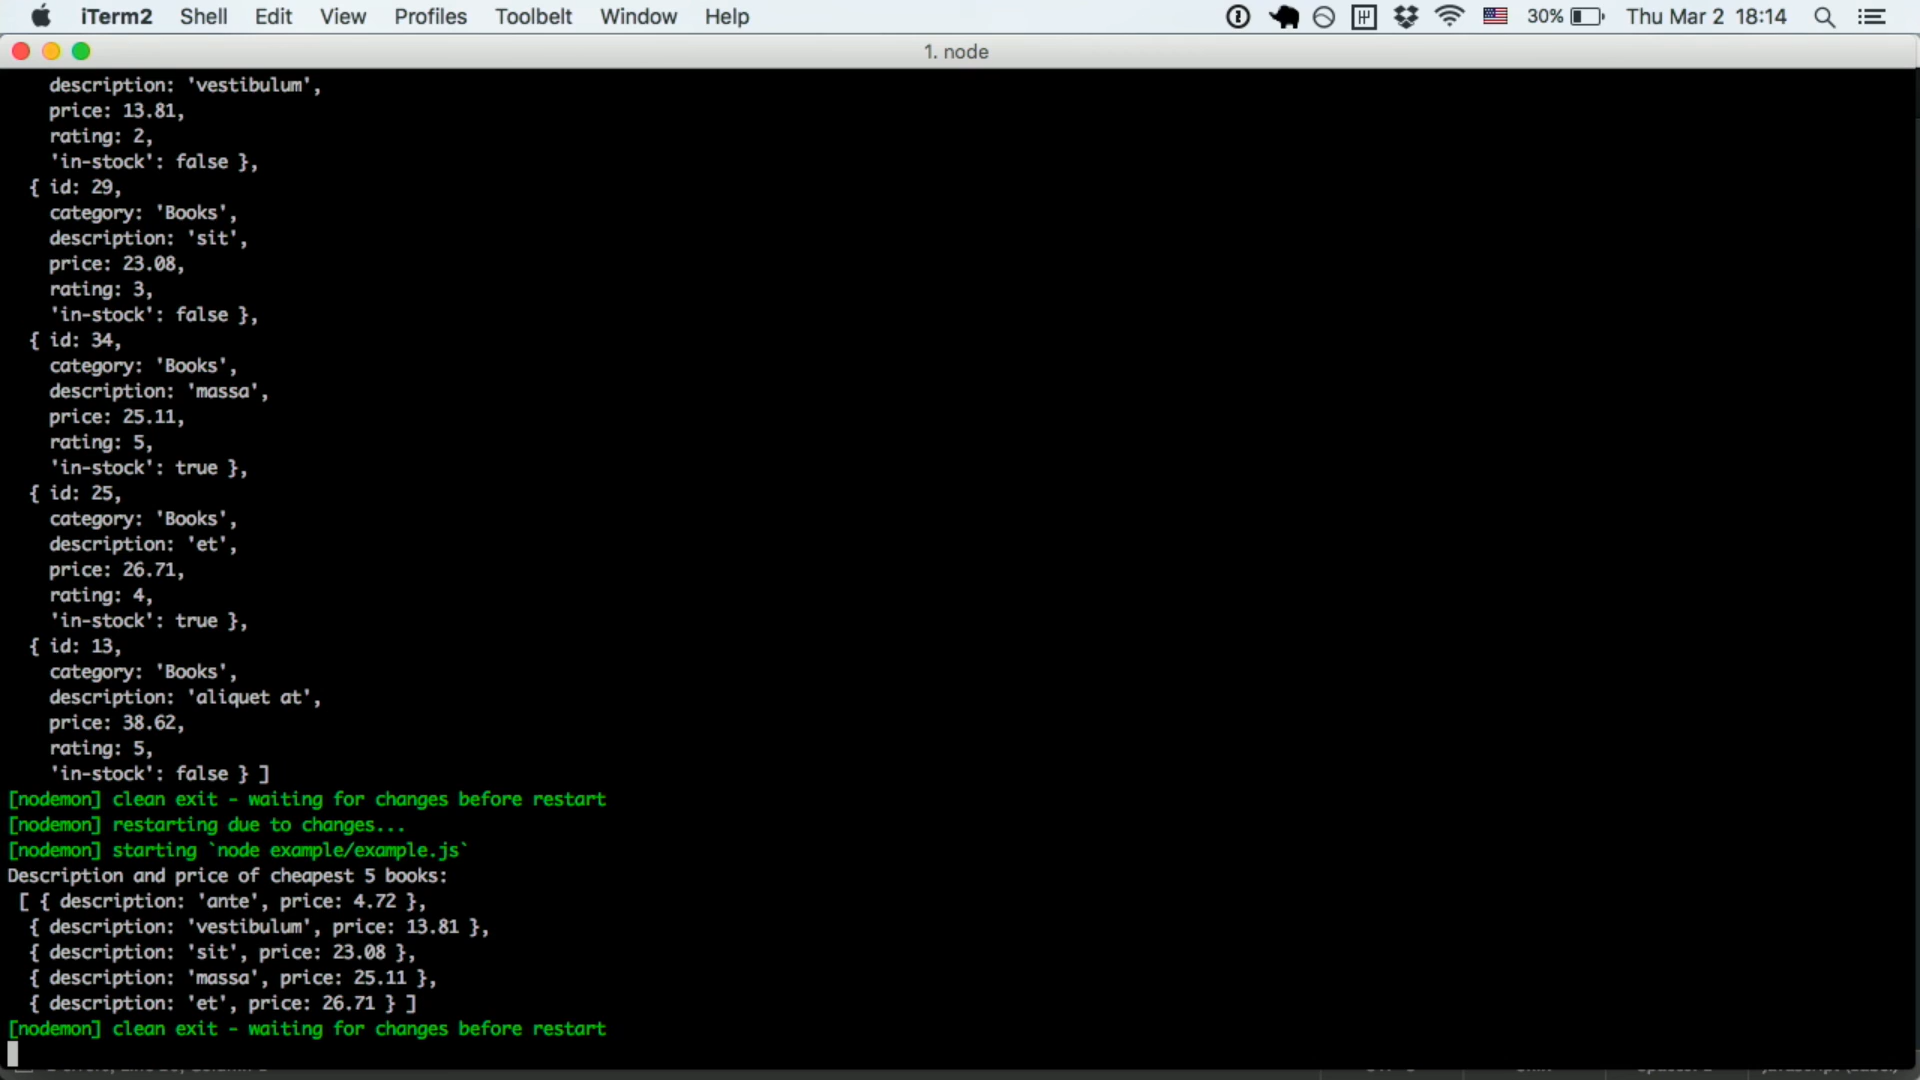 iTerm2 Shell Edit View Profiles Toolbelt Window Help 30% Thu Mar 2 18:14
1. node
description: 'vestibulum',
price: 13.81,
rating: 2,
'in-stock': false },
{ id: 29,
category: 'Books',
description: 'sit',
price: 23.08,
rating: 3,
'in-stock': false },
{ id: 34,
category: 'Books',
description: 'massa',
price: 25.11,
rating: 5,
'in-stock': true },
{ id: 25,
category: 'Books',
description: 'et',
price: 26.71,
rating: 4,
'in-stock': true },
{ id: 13,
category: 'Books',
description: 'aliquet at',
price: 38.62,
rating: 5,
'in-stock': false } ]
[nodemon] clean exit - waiting for changes before restart
[nodemon] restarting due to changes...
[nodemon] starting `node example/example.js`
Description and price of cheapest 5 books:
[ { description: 'ante', price: 4.72 },
{ description: 'vestibulum', price: 13.81 },
{ description: 'sit', price: 23.08 },
{ description: 'massa', price: 25.11 },
{ description: 'et', price: 26.71 } ]
[nodemon] clean exit - waiting for changes before restart